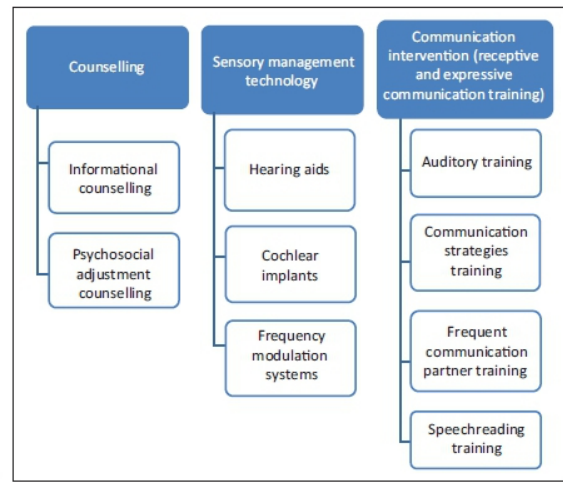 Counselling
Informational
counselling
Psychosocial
adjustment
counselling
Sensory management
technology
Hearing aids
Cochlear
implants
Frequency
modulation
systems
Communication
intervention (receptive
and expressive
communication training)
Auditory training
Communication
strategies
training
Frequent
communication
partner training
Speechreading
training